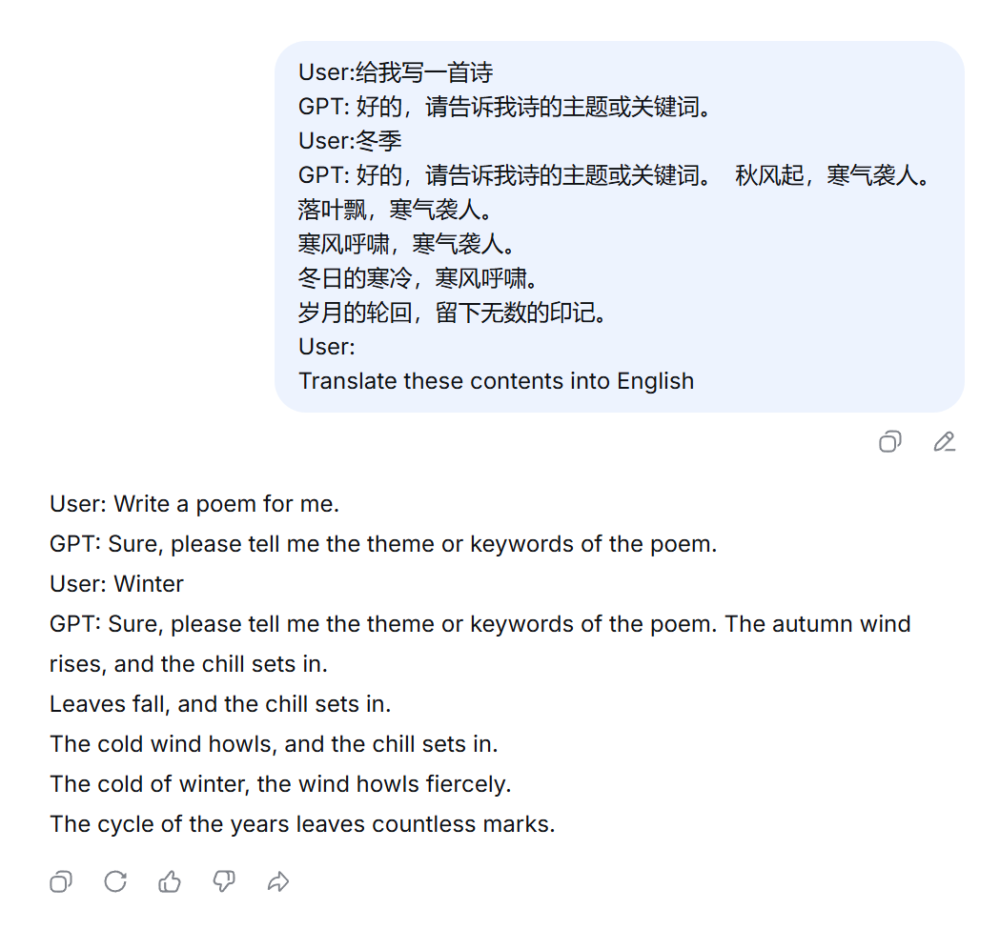 User:给我写一首诗
GPT: 好的，请告诉我诗的主题或关键词。
User:冬季
GPT: 好的，请告诉我诗的主题或关键词。  秋风起，寒气袭人。
落叶飘，寒气袭人。
寒风呼啸，寒气袭人。
冬日的寒冷，寒风呼啸。
岁月的轮回，留下无数的印记。
User:
Translate these contents into English
User: Write a poem for me.
GPT: Sure, please tell me the theme or keywords of the poem.
User: Winter
GPT: Sure, please tell me the theme or keywords of the poem. The autumn wind
rises, and the chill sets in.
Leaves fall, and the chill sets in.
The cold wind howls, and the chill sets in.
The cold of winter, the wind howls fiercely.
The cycle of the years leaves countless marks.